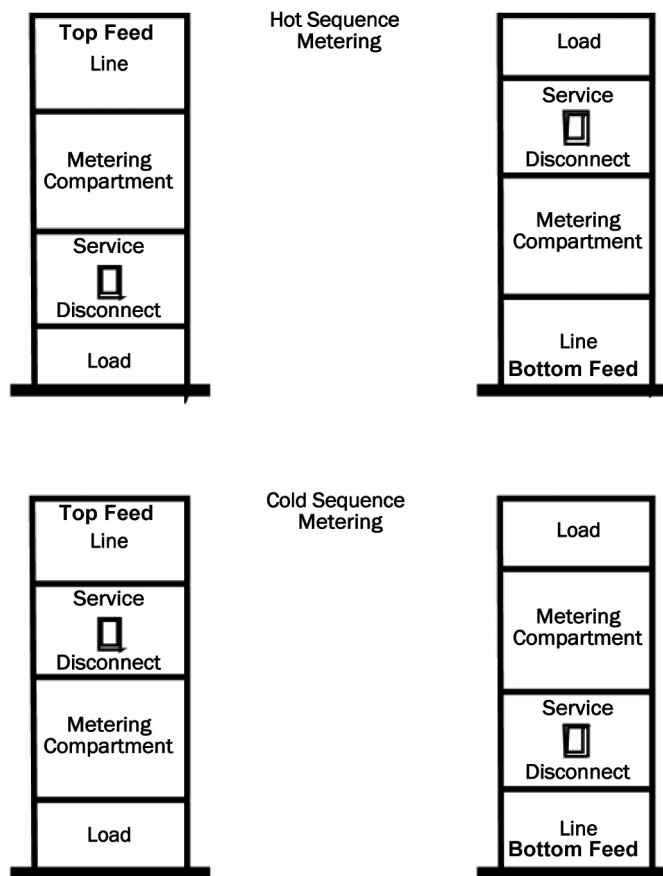 Hot Sequence
Metering
Top Feed
Line
Metering
Compartment
Service
Disconnect
Load
Load
Service
Disconnect
Metering
Compartment
Line
Bottom Feed
Cold Sequence
Metering
Top Feed
Line
Service
Disconnect
Metering
Compartment
Load
Load
Metering
Compartment
Service
Disconnect
Line
Bottom Feed